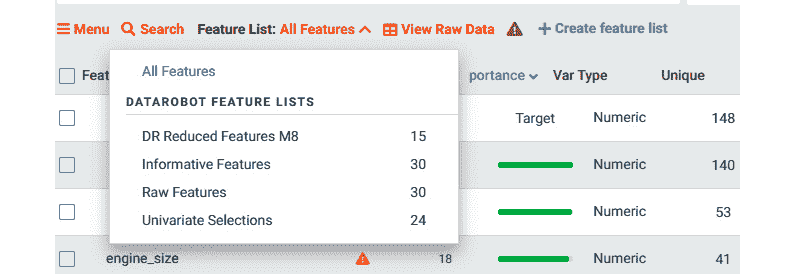 Menu Search Feature List: All Features View Raw Data + Create feature list
Feat portance Var Type Unique
All Features
DATAROBOT FEATURE LISTS
DR Reduced Features M8 15
Informative Features 30
Raw Features 30
Univariate Selections 24
Target Numeric 148
Numeric 140
Numeric 53
engine_size 18 Numeric 41